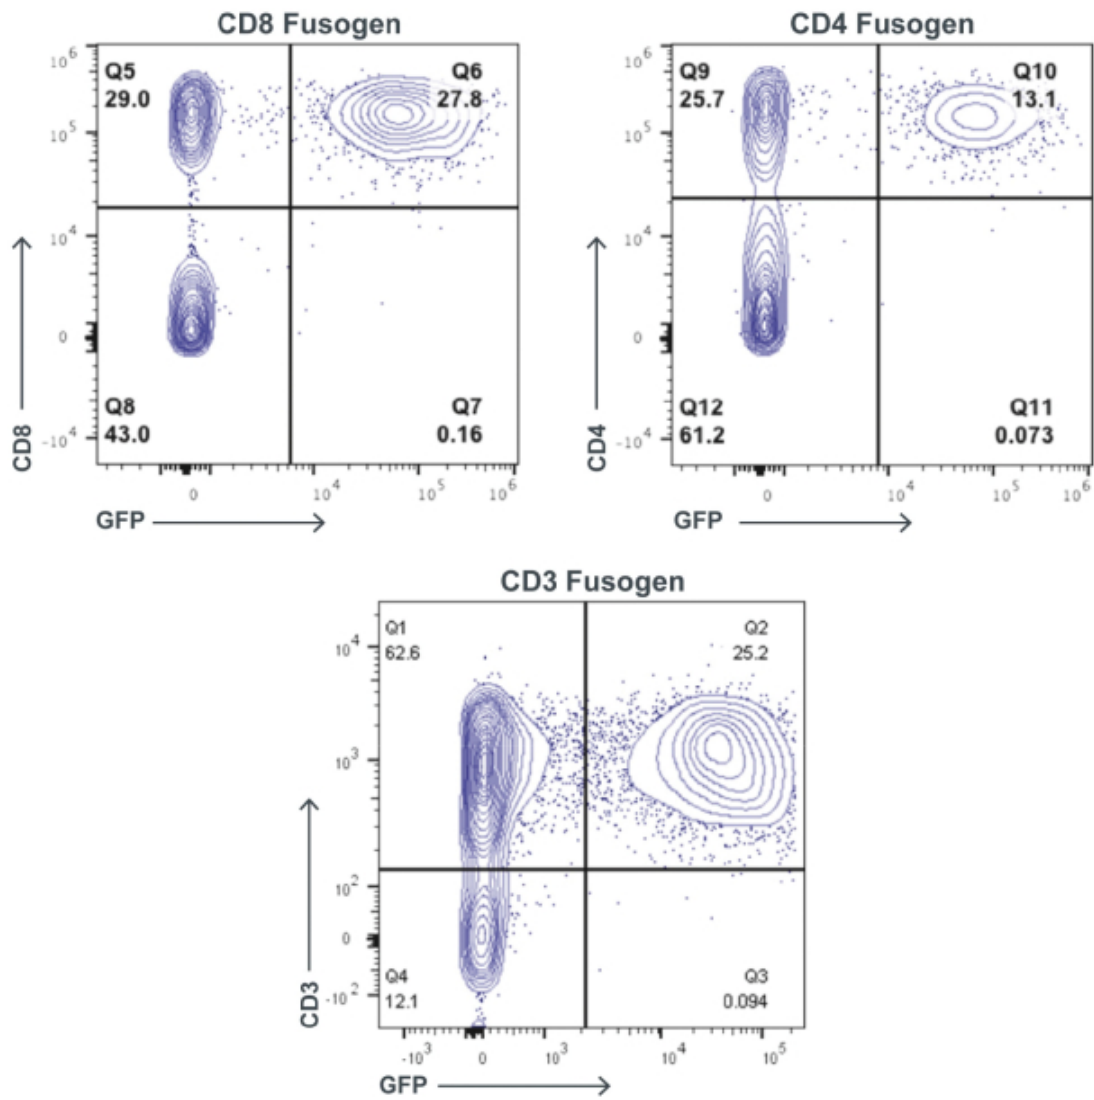 CD8 Fusogen
10^6
Q5
29.0
Q6
27.8
10^5
10^4
0
-10^4
Q8
43.0
Q7
0.16
CD8
0
10^4
10^5
10^6
GFP
CD4 Fusogen
10^6
Q9
25.7
Q10
13.1
10^5
10^4
0
-10^4
Q12
61.2
Q11
0.073
CD4
0
10^4
10^5
10^6
GFP
CD3 Fusogen
Q1
62.6
Q2
25.2
10^4
10^3
10^2
0
-10^2
Q4
12.1
Q3
0.094
CD3
-10^3
0
10^3
10^4
10^5
GFP